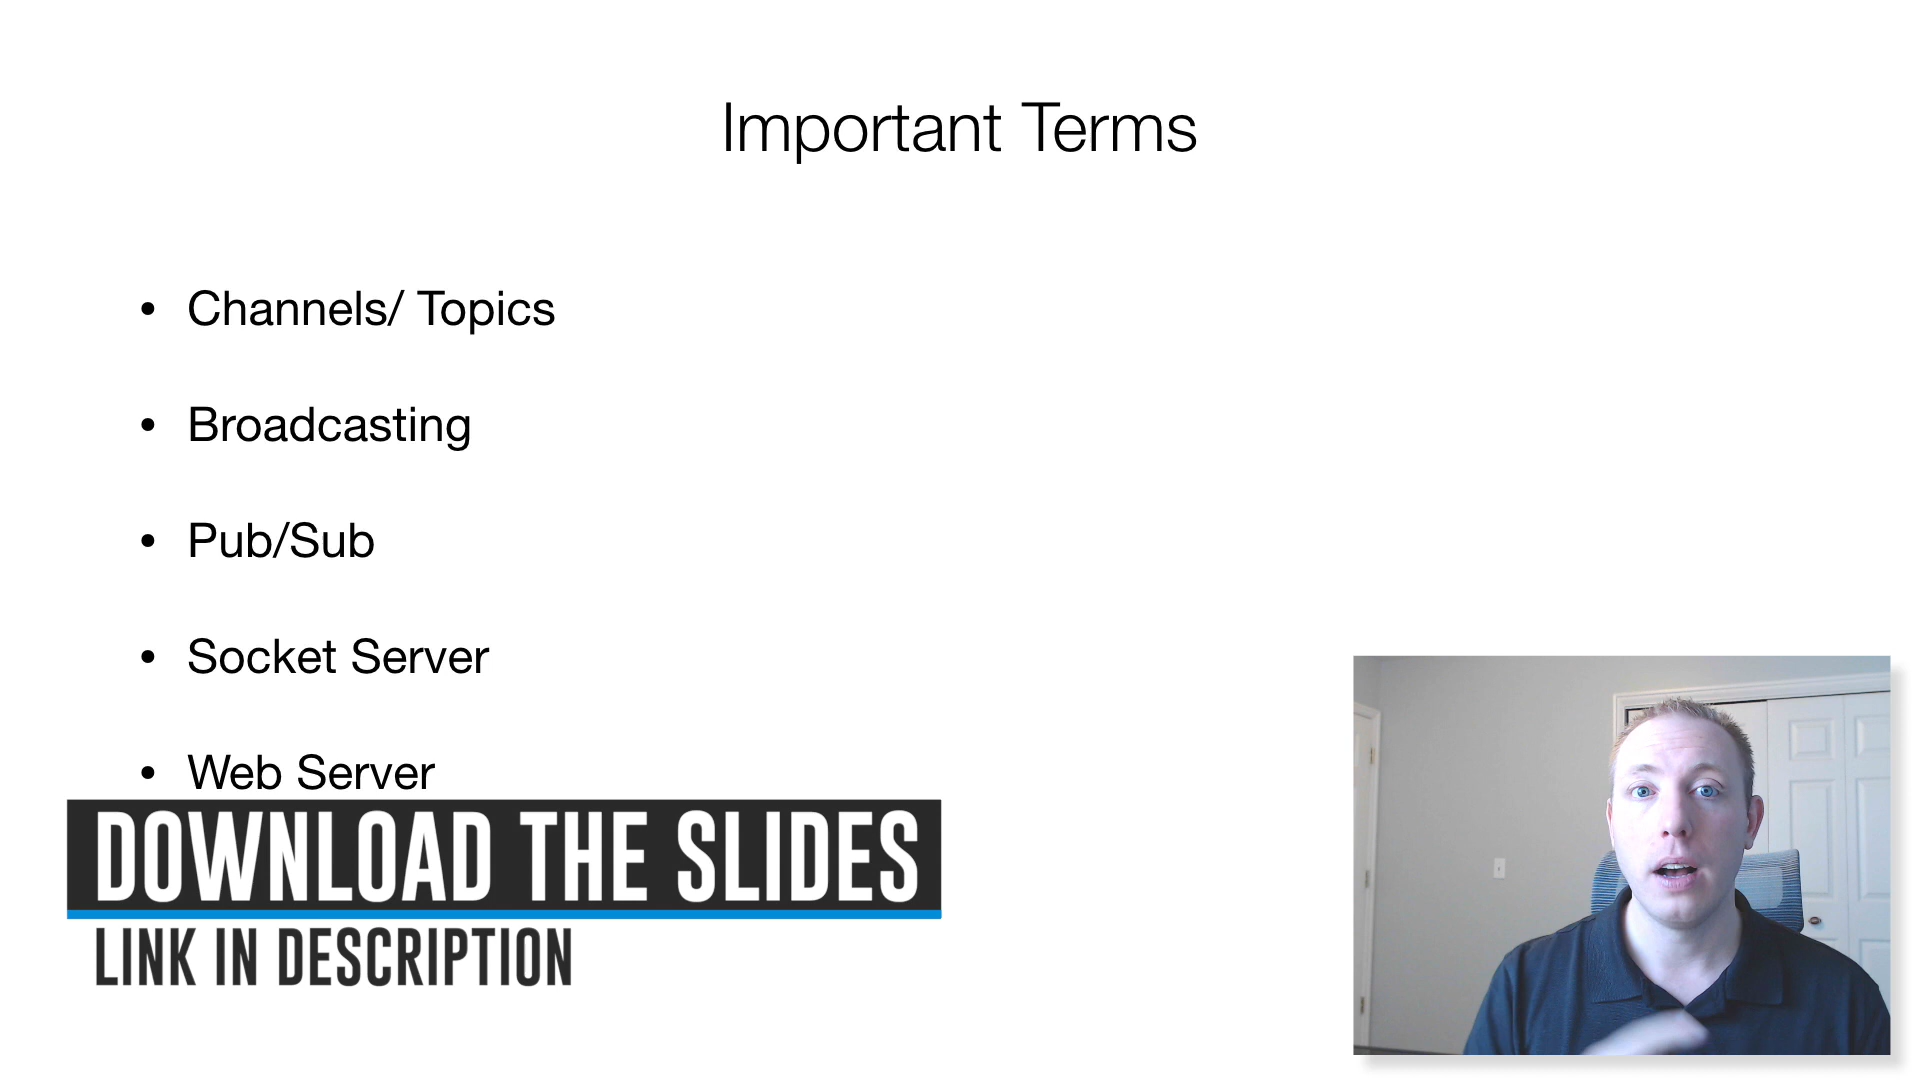 Important Terms
• Channels/ Topics
• Broadcasting
• Pub/Sub
• Socket Server
• Web Server
DOWNLOAD THE SLIDES
LINK IN DESCRIPTION